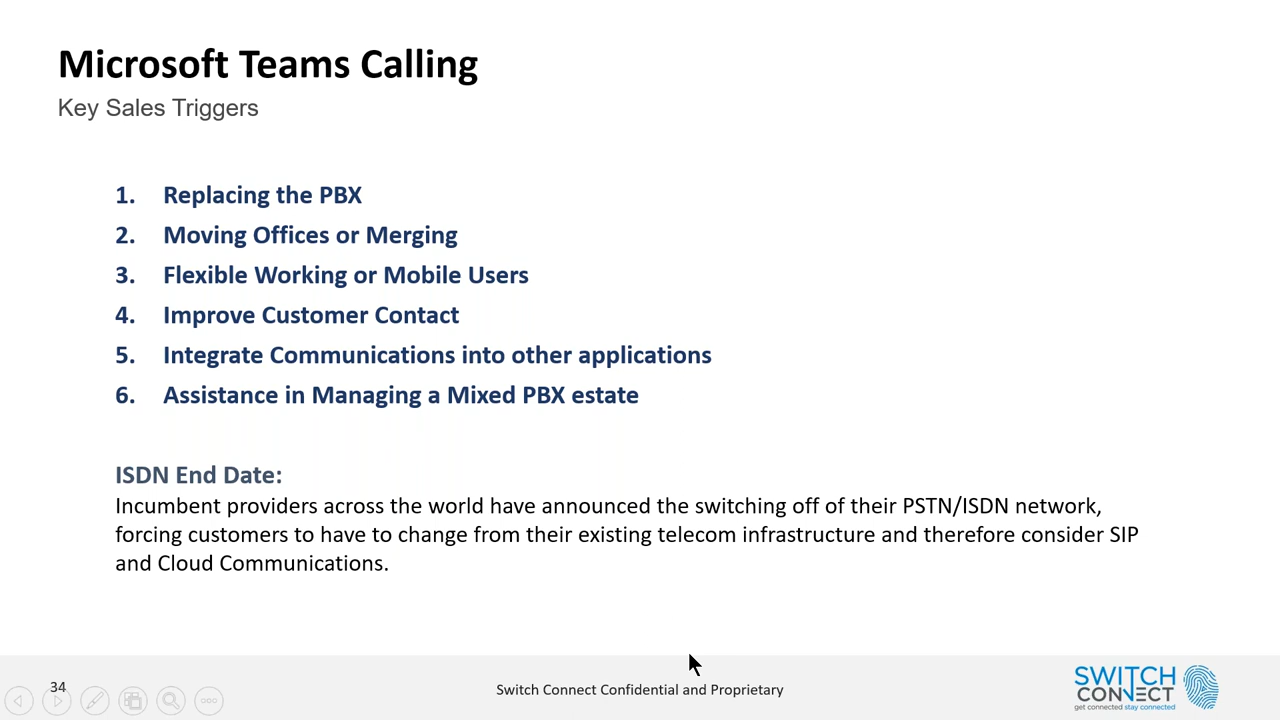 Microsoft Teams Calling
Key Sales Triggers
1. Replacing the PBX
2. Moving Offices or Merging
3. Flexible Working or Mobile Users
4. Improve Customer Contact
5. Integrate Communications into other applications
6. Assistance in Managing a Mixed PBX estate
ISDN End Date:
Incumbent providers across the world have announced the switching off of their PSTN/ISDN network,
forcing customers to have to change from their existing telecom infrastructure and therefore consider SIP
and Cloud Communications.
34
Switch Connect Confidential and Proprietary
SWITCH
CONNECT
get connected stay connected